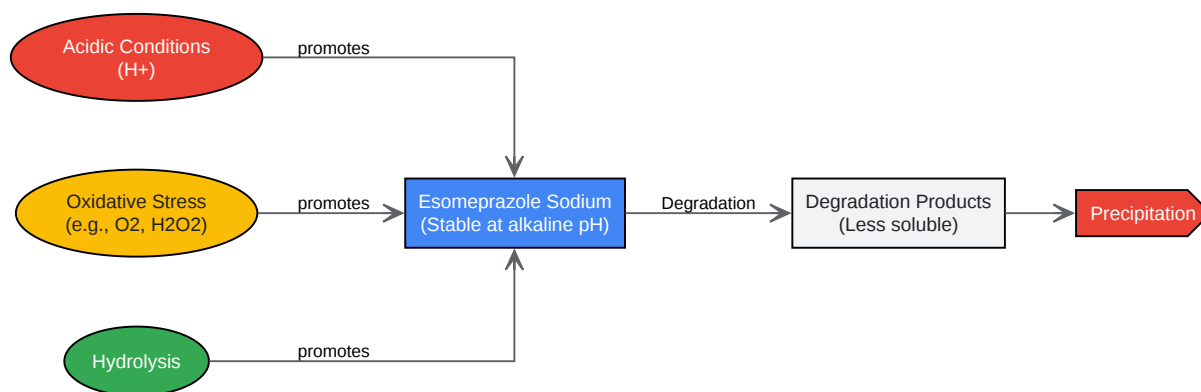 Acidic Conditions
(H+)
promotes
Oxidative Stress
(e.g., O2, H2O2)
promotes
Esomeprazole Sodium
(Stable at alkaline pH)
Degradation
Degradation Products
(Less soluble)
Precipitation
Hydrolysis
promotes